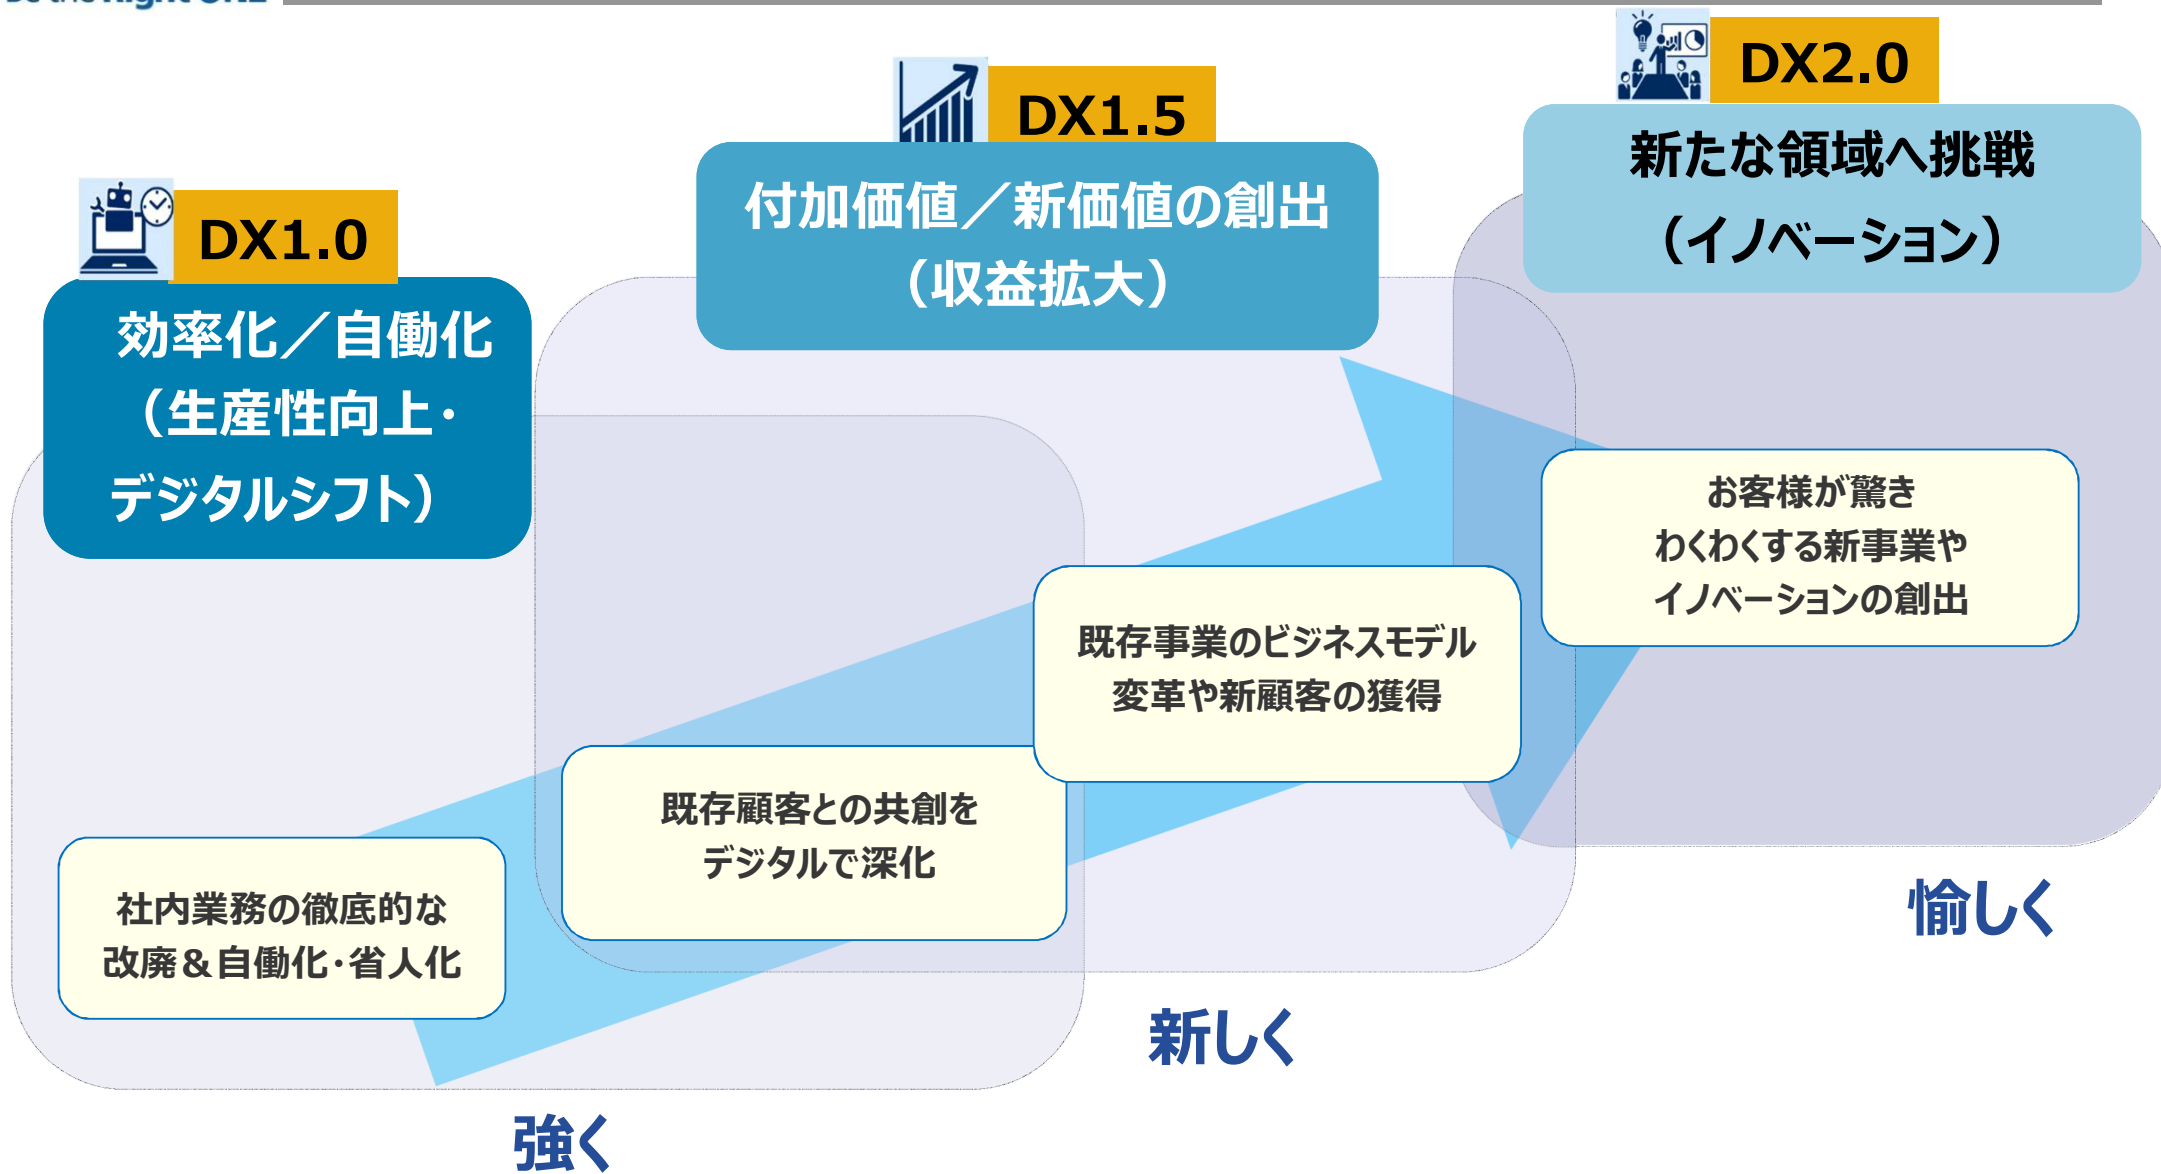 Be the Right ONE
DX1.0
効率化／自働化
（生産性向上・
デジタルシフト）
DX1.5
付加価値／新価値の創出
（収益拡大）
DX2.0
新たな領域へ挑戦
（イノベーション）
社内業務の徹底的な
改廃＆自働化・省人化
既存顧客との共創を
デジタルで深化
既存事業のビジネスモデル
変革や新顧客の獲得
お客様が驚き
わくわくする新事業や
イノベーションの創出
強く
新しく
愉しく